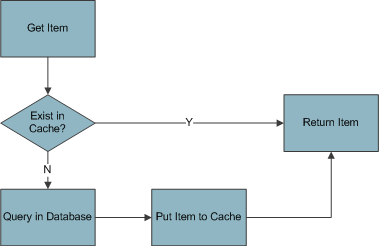 Get Item
Exist in
Cache?
Y
Return Item
N
Query in Database
Put Item to Cache